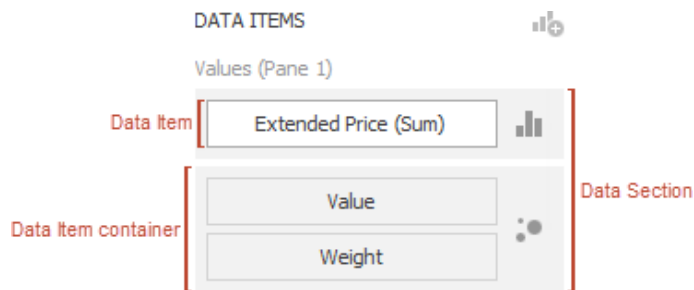 DATA ITEMS
Values (Pane 1)
Data Item
Extended Price (Sum)
Data Section
Value
Data Item container
Weight